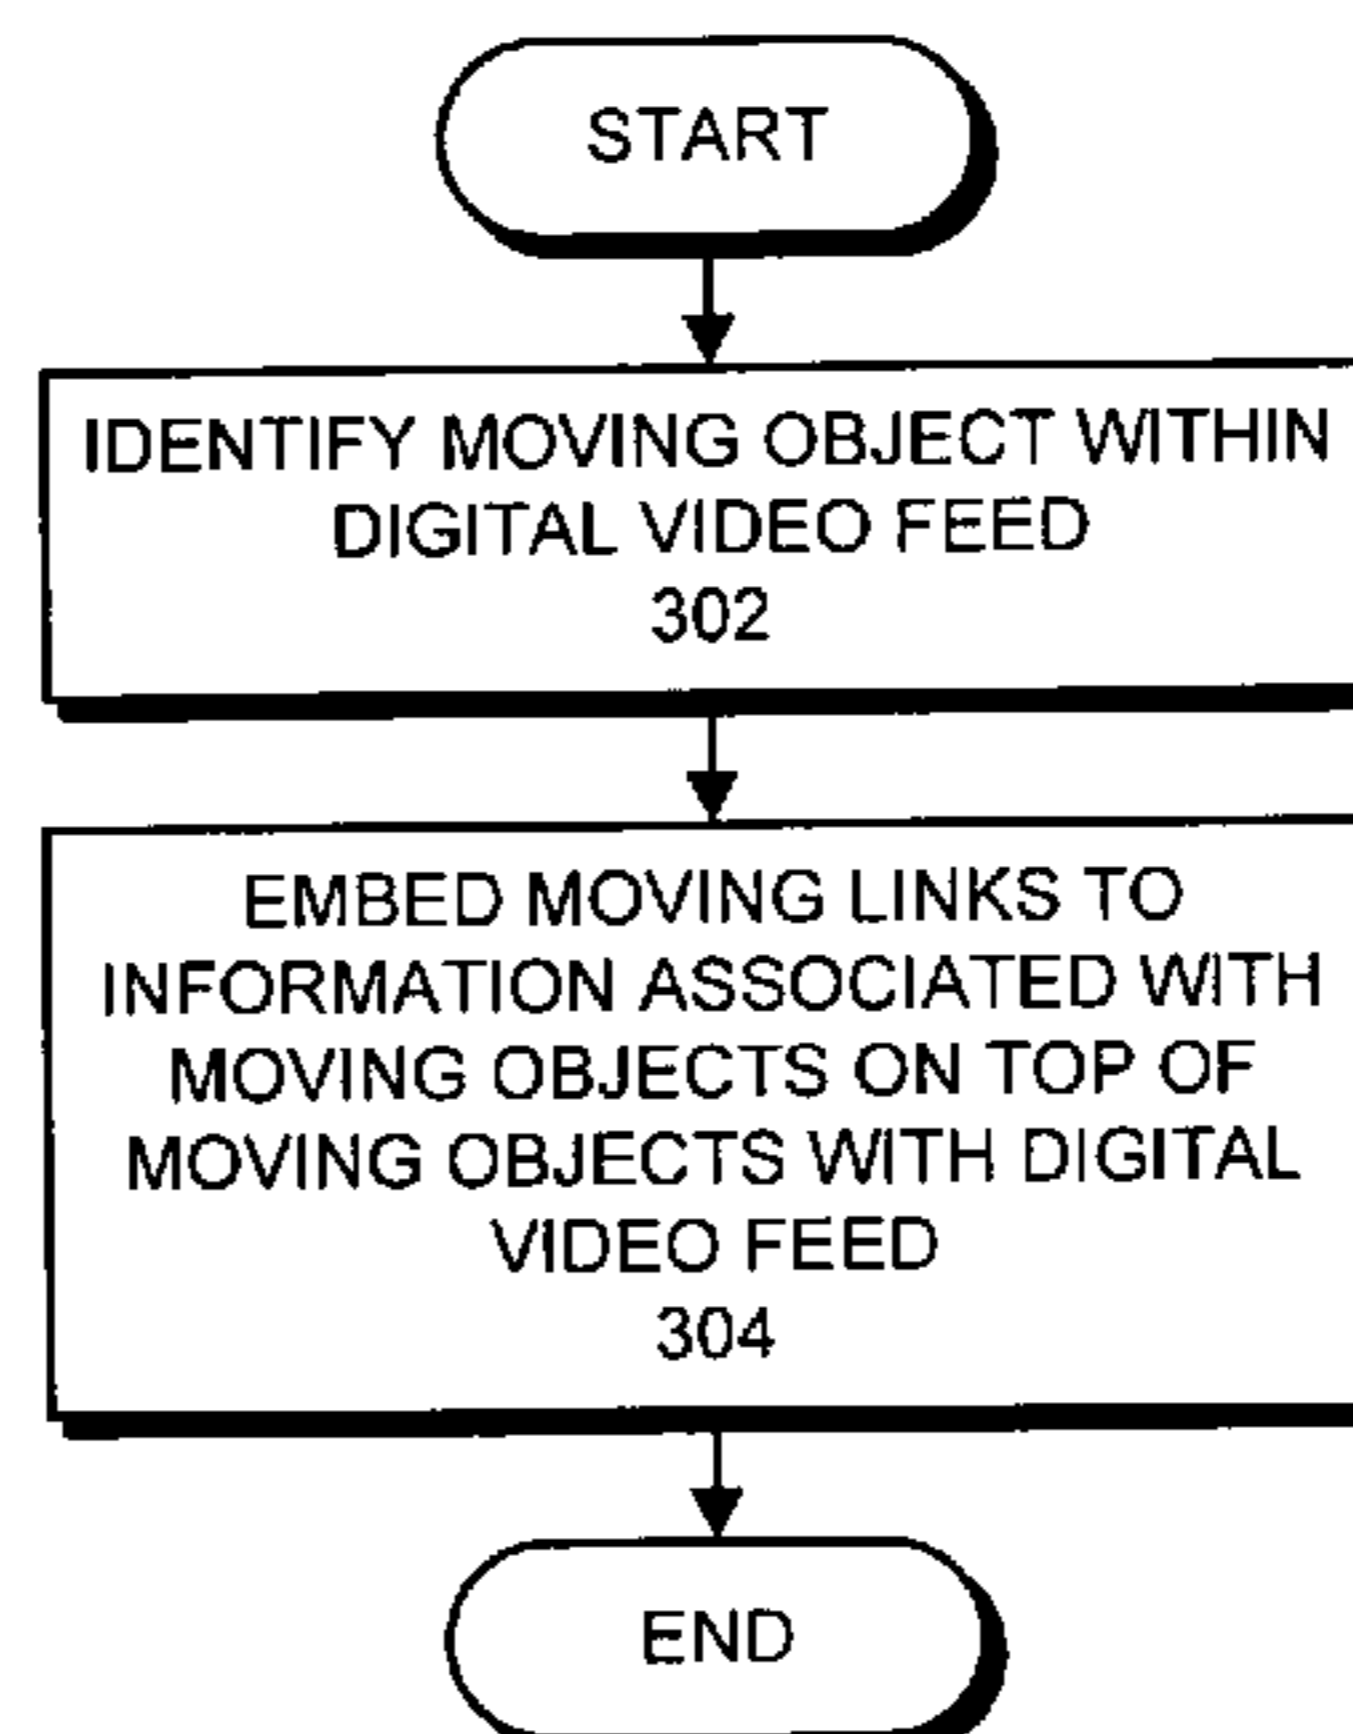 START
IDENTIFY MOVING OBJECT WITHIN
DIGITAL VIDEO FEED
302
EMBED MOVING LINKS TO
INFORMATION ASSOCIATED WITH
MOVING OBJECTS ON TOP OF
MOVING OBJECTS WITH DIGITAL
VIDEO FEED
304
END